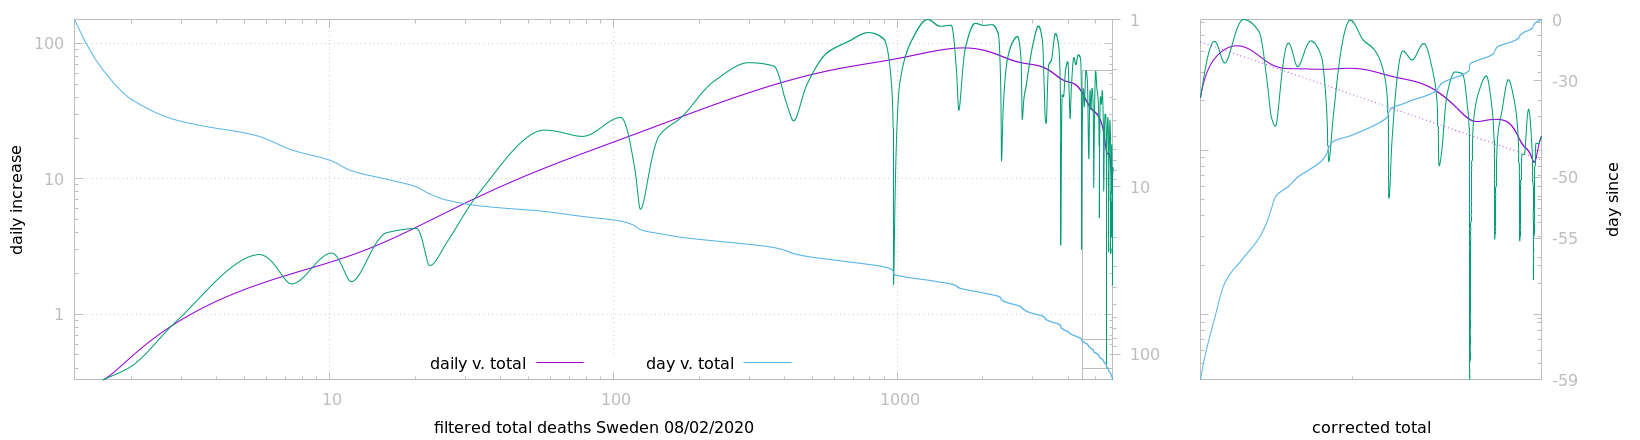 100
10
1
daily increase
daily v. total
day v. total
10
100
1000
1
10
100
filtered total deaths Sweden 08/02/2020
0
-30
-50
-55
-59
day since
corrected total